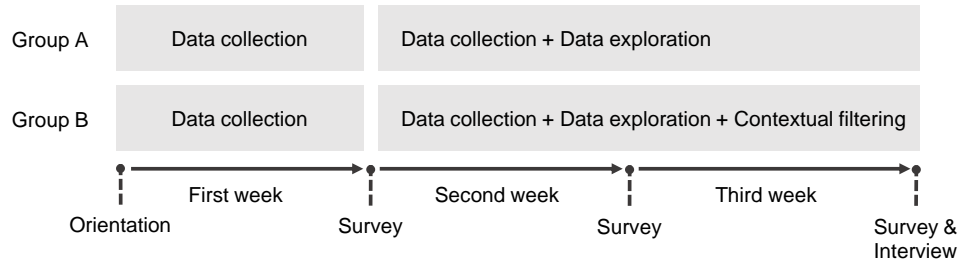 Group A Data collection Data collection + Data exploration
Group B Data collection Data collection + Data exploration + Contextual filtering
First week Second week Third week
Orientation Survey Survey Survey &
Interview